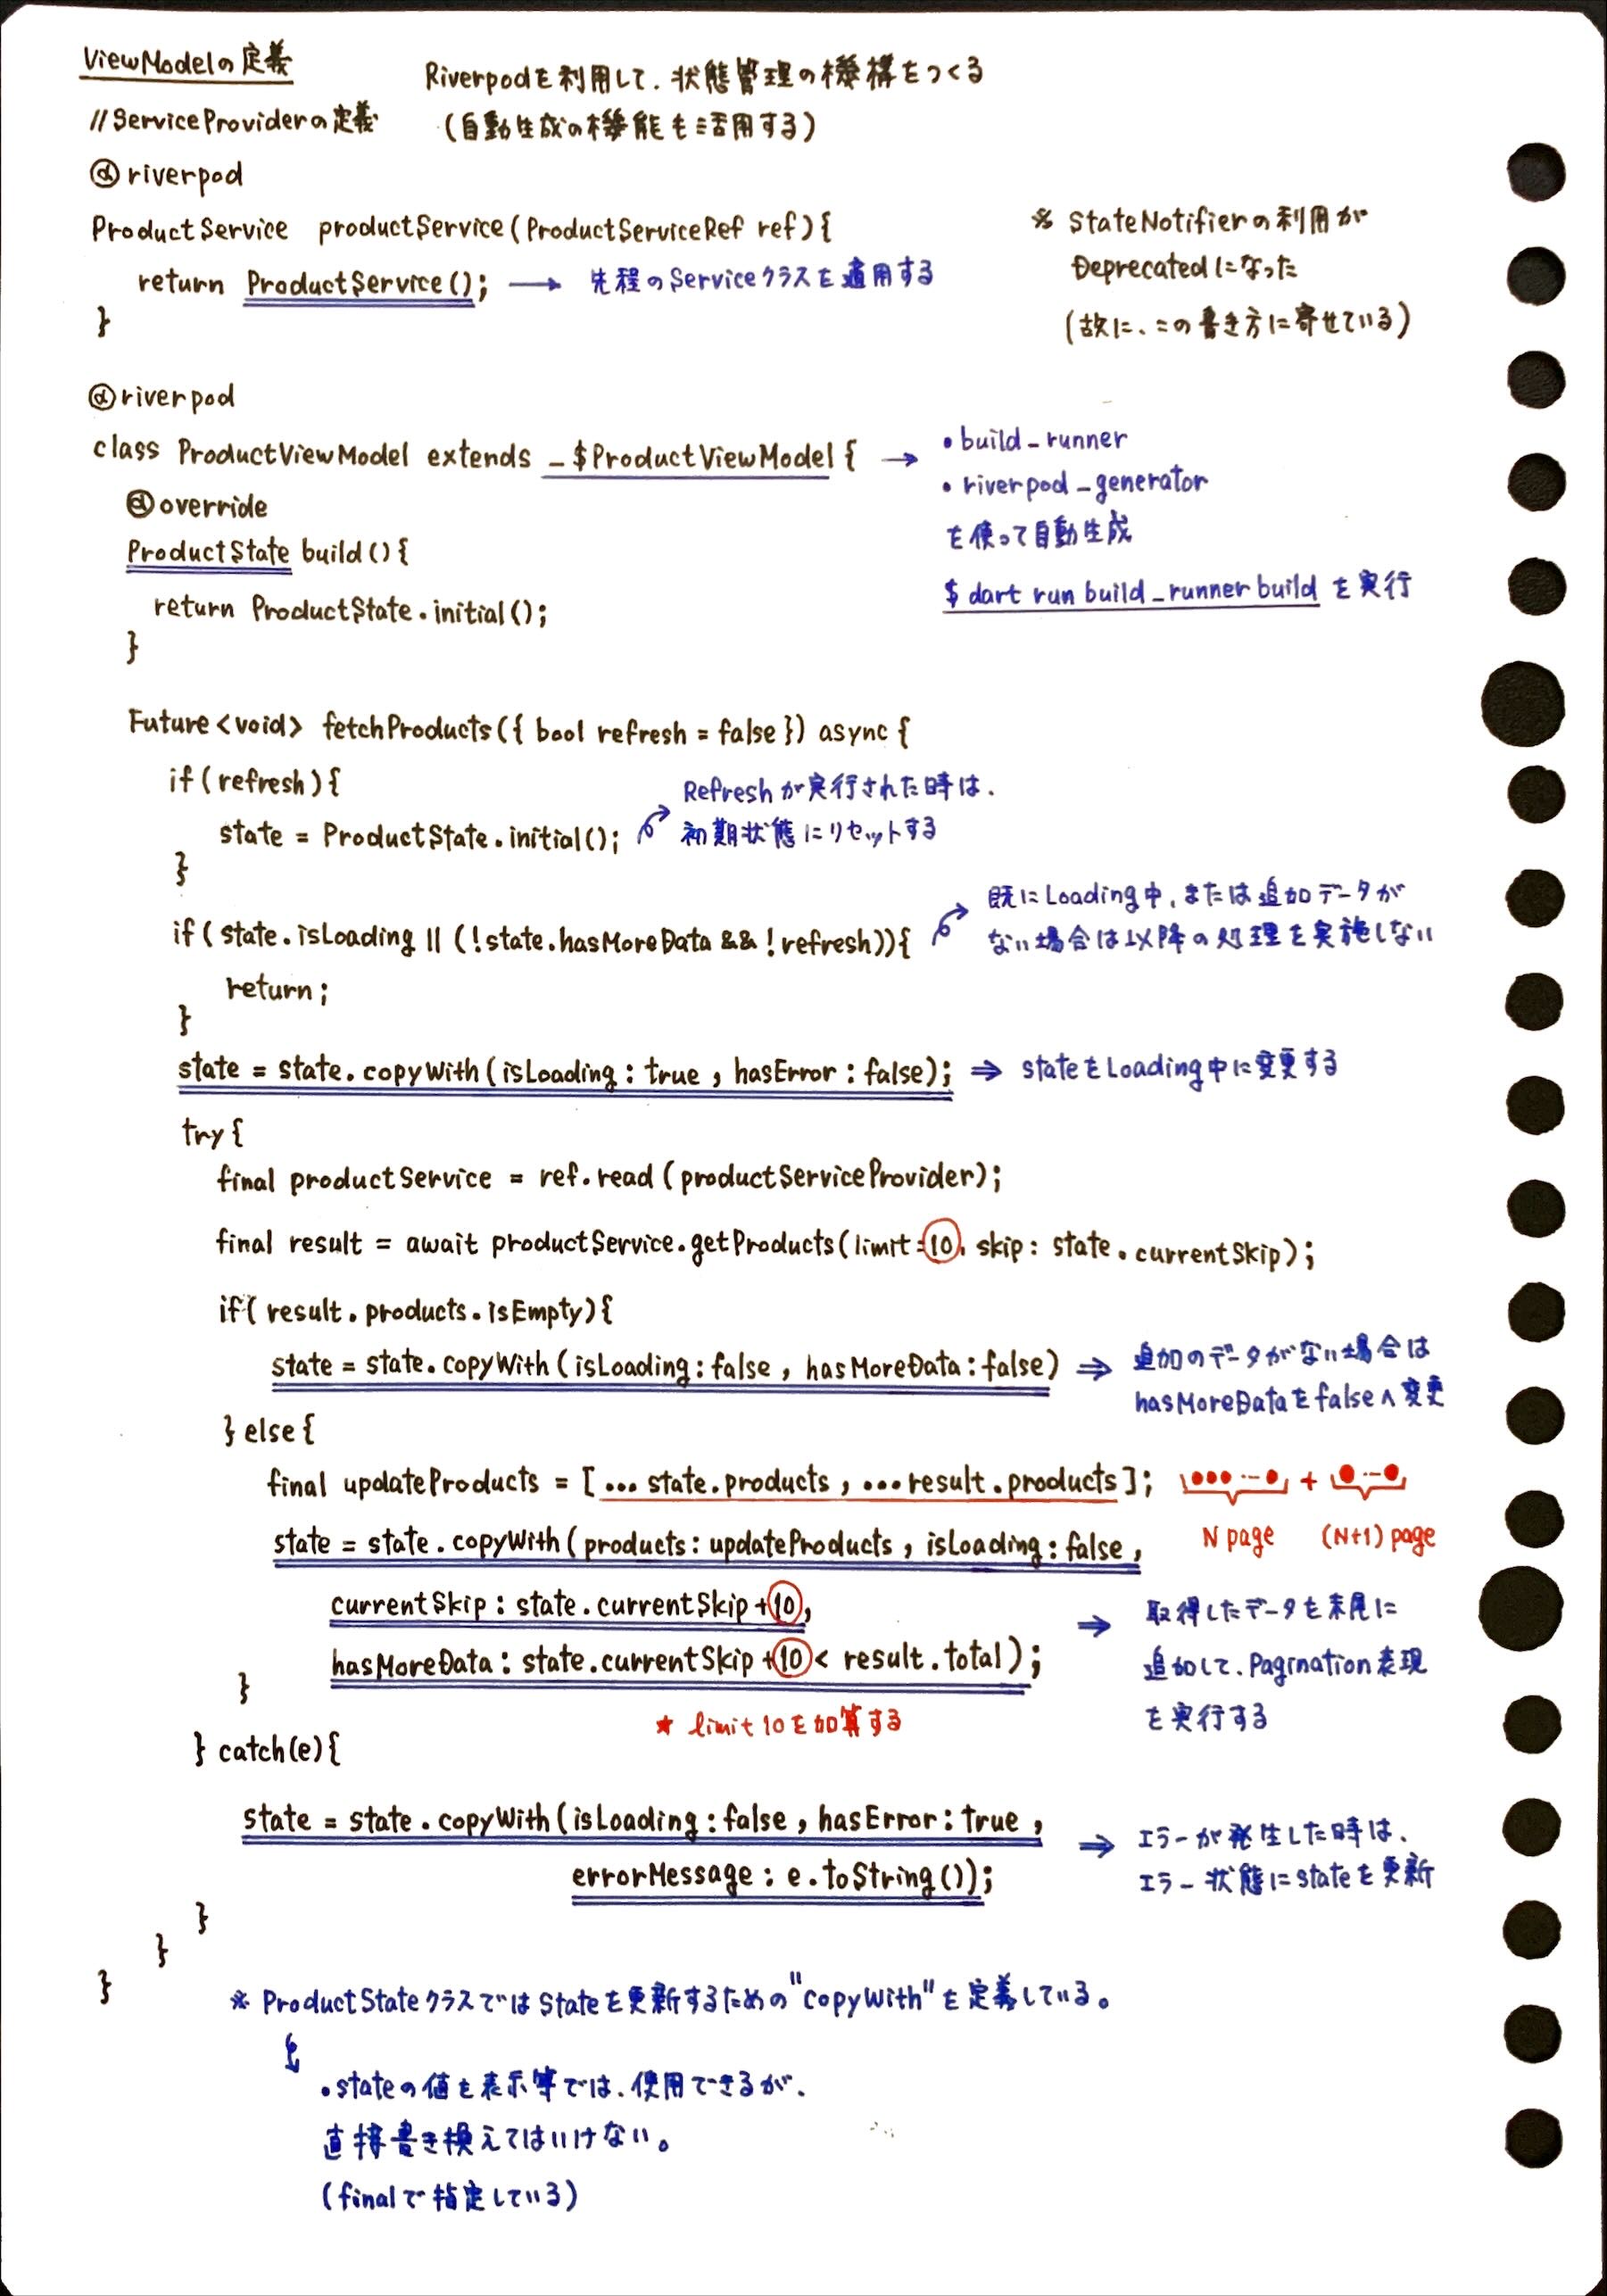 ViewModelの定義
Riverpodを利用して、状態管理の機構をつくる
(自動生成の機能も活用する)
//ServiceProviderの定義
@riverpod
ProductService productService(ProductServiceRef ref){
return ProductService(); → 先程のServiceクラスを適用する
}
※ StateNotifierの利用が
Deprecatedになった
(故に、この書き方に寄せている)
@riverpod
class ProductViewModel extends _$ProductViewModel{ →
• build_runner
• riverpod_generator
を使って自動生成
$ dart run build_runner build を実行
@override
ProductState build(){
return ProductState.initial();
}
Future<void> fetchProducts({ bool refresh = false }) async {
if(refresh){
state = ProductState.initial();
Refreshが実行された時は、
初期状態にリセットする
}
if(state.isLoading || (!state.hasMoreData && !refresh)){
既にLoading中、または追加データが
ない場合は以降の処理を実施しない
return;
}
state = state.copyWith(isLoading: true, hasError: false); ⇒ stateをLoading中に変更する
try{
final productService = ref.read(productServiceProvider);
final result = await productService.getProducts(limit:10, skip: state.currentSkip);
if(result.products.isEmpty){
state = state.copyWith(isLoading:false, hasMoreData:false) ⇒
追加のデータがない場合は
hasMoreDataをfalseへ変更
} else{
final updateProducts = [...state.products, ...result.products];
●●●…● + ●…●
N page (N+1) page
state = state.copyWith(products: updateProducts, isLoading: false,
currentSkip: state.currentSkip+10,
hasMoreData: state.currentSkip+10 < result.total);
⇒ 取得したデータを末尾に
追加して、Pagination表現
を実行する
}
★ limit 10を加算する
} catch(e){
state = state.copyWith(isLoading:false, hasError:true,
errorMessage: e.toString());
⇒ エラーが発生した時は、
エラー状態にstateを更新
}
}
}
※ ProductStateクラスではStateを更新するための"copyWith"を定義している。
• stateの値を表示等では、使用できるが、
直接書き換えてはいけない。
(finalで指定している)